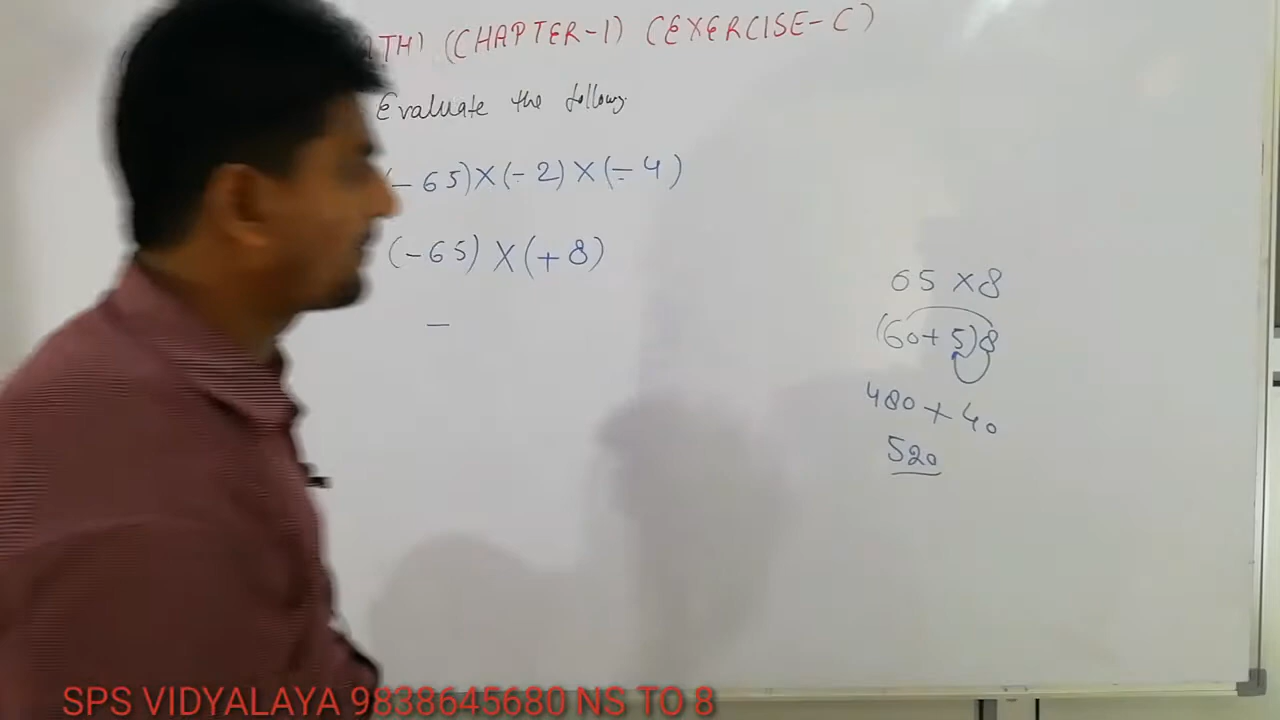 (CHAPTER-1) (EXERCISE-C)
Evaluate the following
(-65)×(-2)×(-4)
(-65)×(+8)
-
65×8
(60+5)8
480+40
520
SPS VIDYALAYA 9838645680 NS TO 8